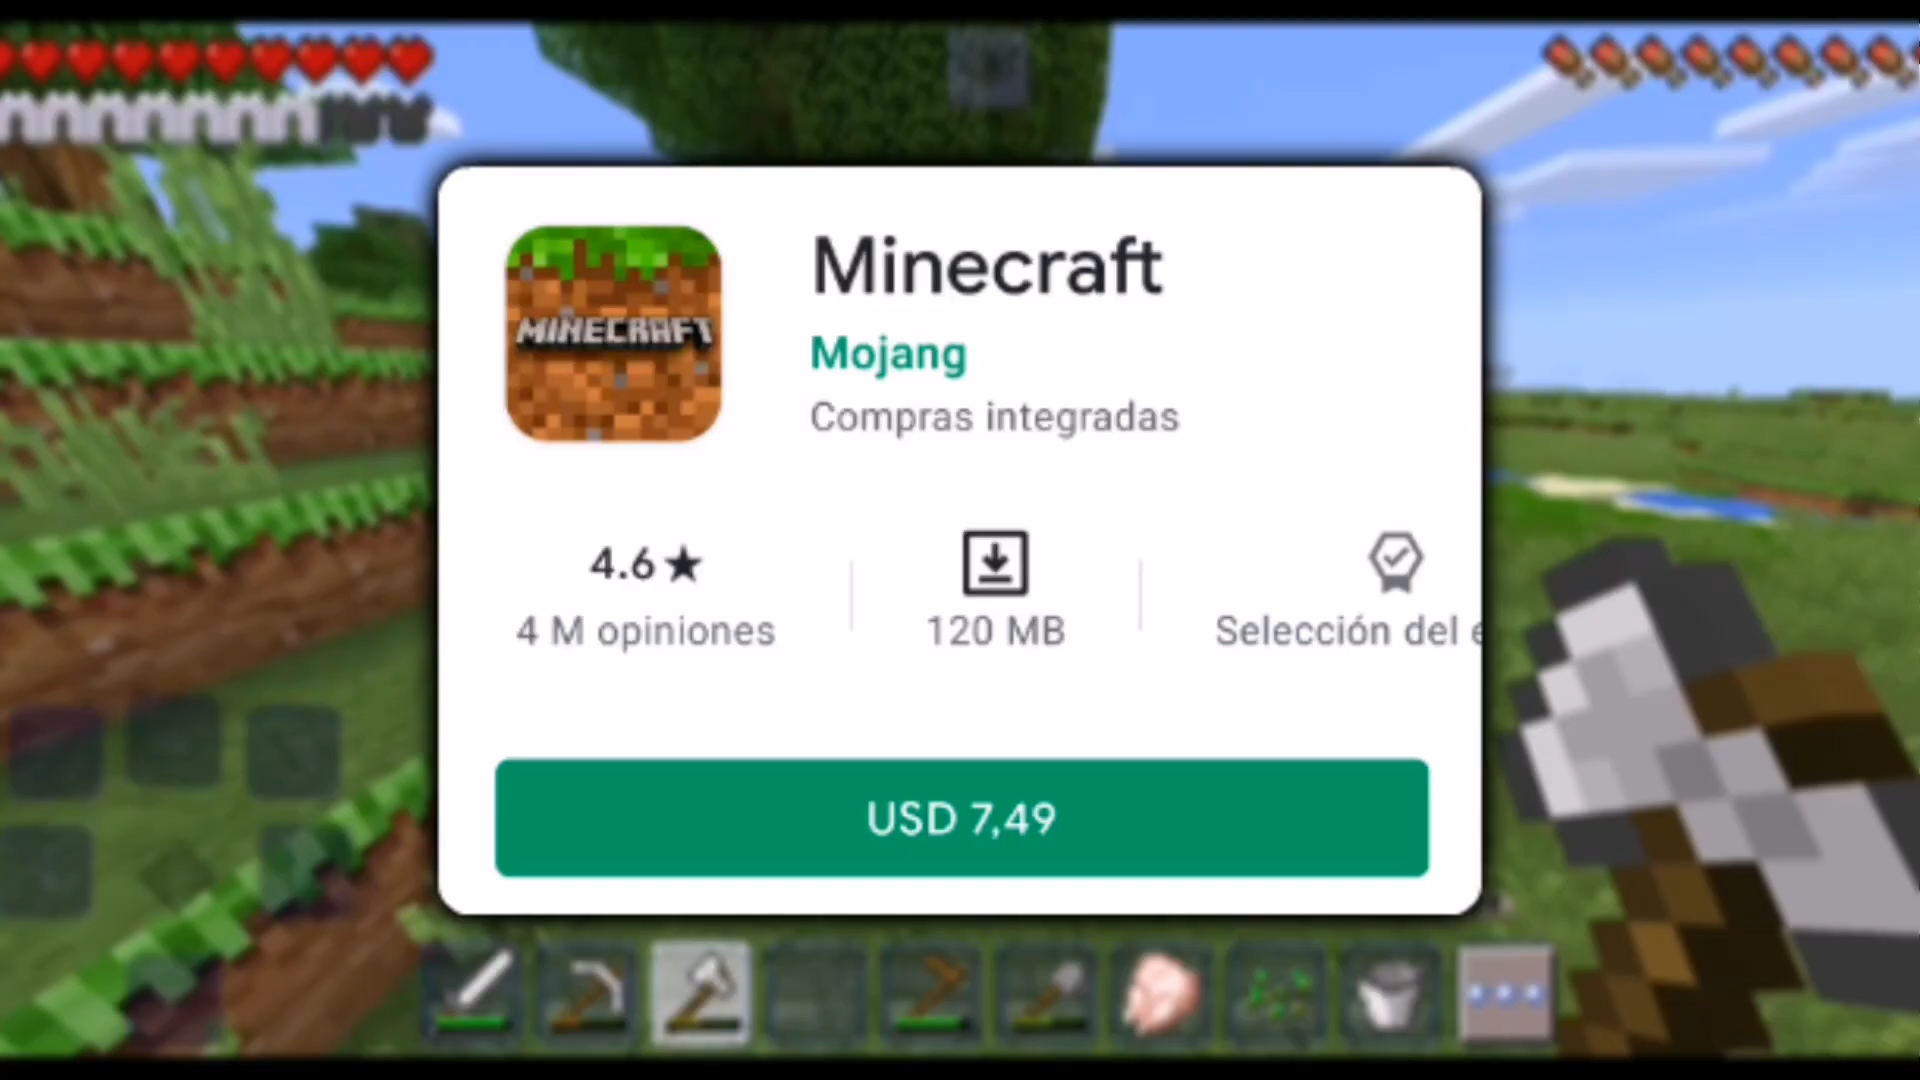 Minecraft
MINECRAFT
Mojang
Compras integradas
4.6 ★
4 M opiniones
120 MB
Selección del
USD 7,49